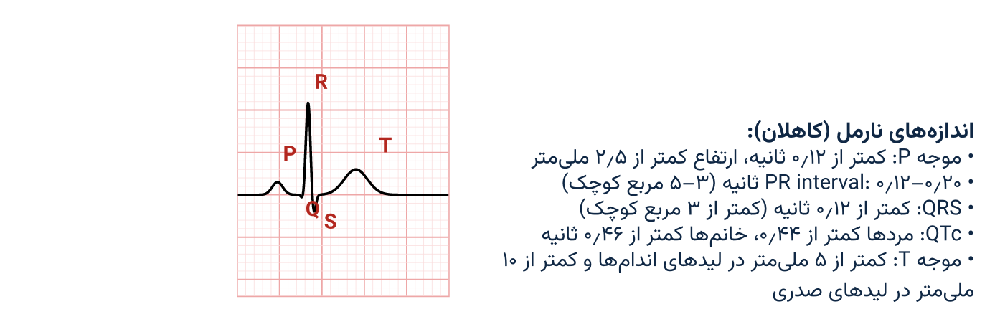 R
P
T
Q
S
اندازه‌های نارمل (کاهلان):
• موجه P: کمتر از ۰٫۱۲ ثانیه، ارتفاع کمتر از ۲٫۵ ملی‌متر
• PR interval: ۰٫۱۲–۰٫۲۰ ثانیه (۳–۵ مربع کوچک)
• QRS: کمتر از ۰٫۱۲ ثانیه (کمتر از ۳ مربع کوچک)
• QTc: مردها کمتر از ۰٫۴۴، خانم‌ها کمتر از ۰٫۴۶ ثانیه
• موجه T: کمتر از ۵ ملی‌متر در لیدهای اندام‌ها و کمتر از ۱۰
ملی‌متر در لیدهای صدری